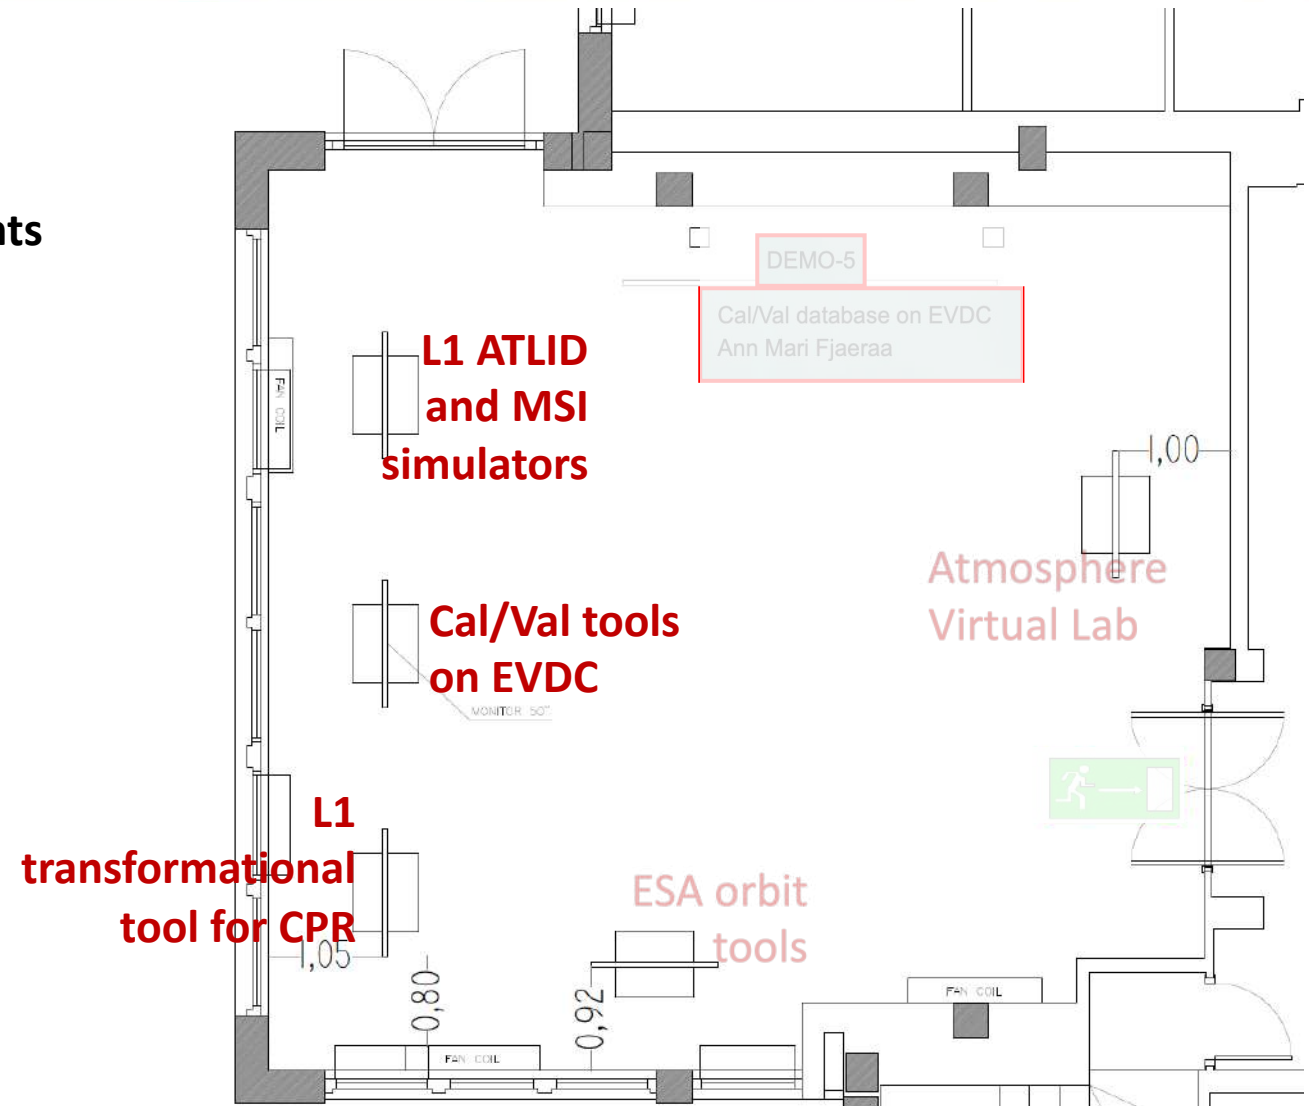 nts
DEMO-5
Cal/Val database on EVDC
Ann Mari Fjaeraa
L1 ATLID
and MSI
simulators
FAN COIL
1,00
Atmosphere
Virtual Lab
Cal/Val tools
on EVDC
MONITOR 50"
L1
transformational
tool for CPR
1,05
ESA orbit
tools
0,80
0,92
FAN COIL
FAN COIL